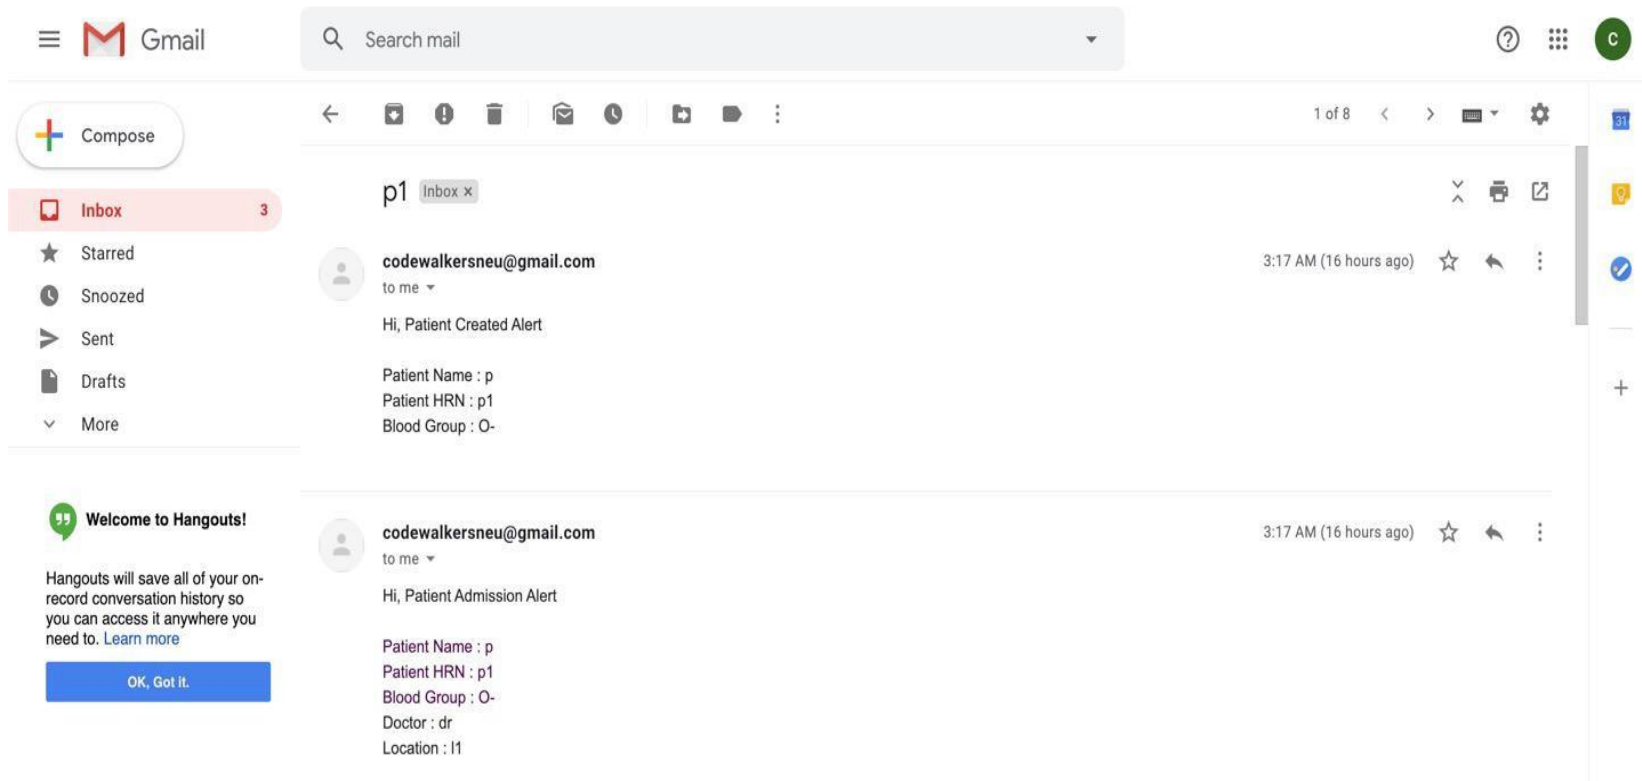 Gmail
Search mail
C
Compose
1 of 8
31
p1 Inbox ×
Inbox 3
Starred
Snoozed
Sent
Drafts
More
codewalkersneu@gmail.com 3:17 AM (16 hours ago)
to me
Hi, Patient Created Alert
Patient Name : p
Patient HRN : p1
Blood Group : O-
Welcome to Hangouts!
Hangouts will save all of your on-
record conversation history so
you can access it anywhere you
need to. Learn more
OK, Got it.
codewalkersneu@gmail.com 3:17 AM (16 hours ago)
to me
Hi, Patient Admission Alert
Patient Name : p
Patient HRN : p1
Blood Group : O-
Doctor : dr
Location : l1